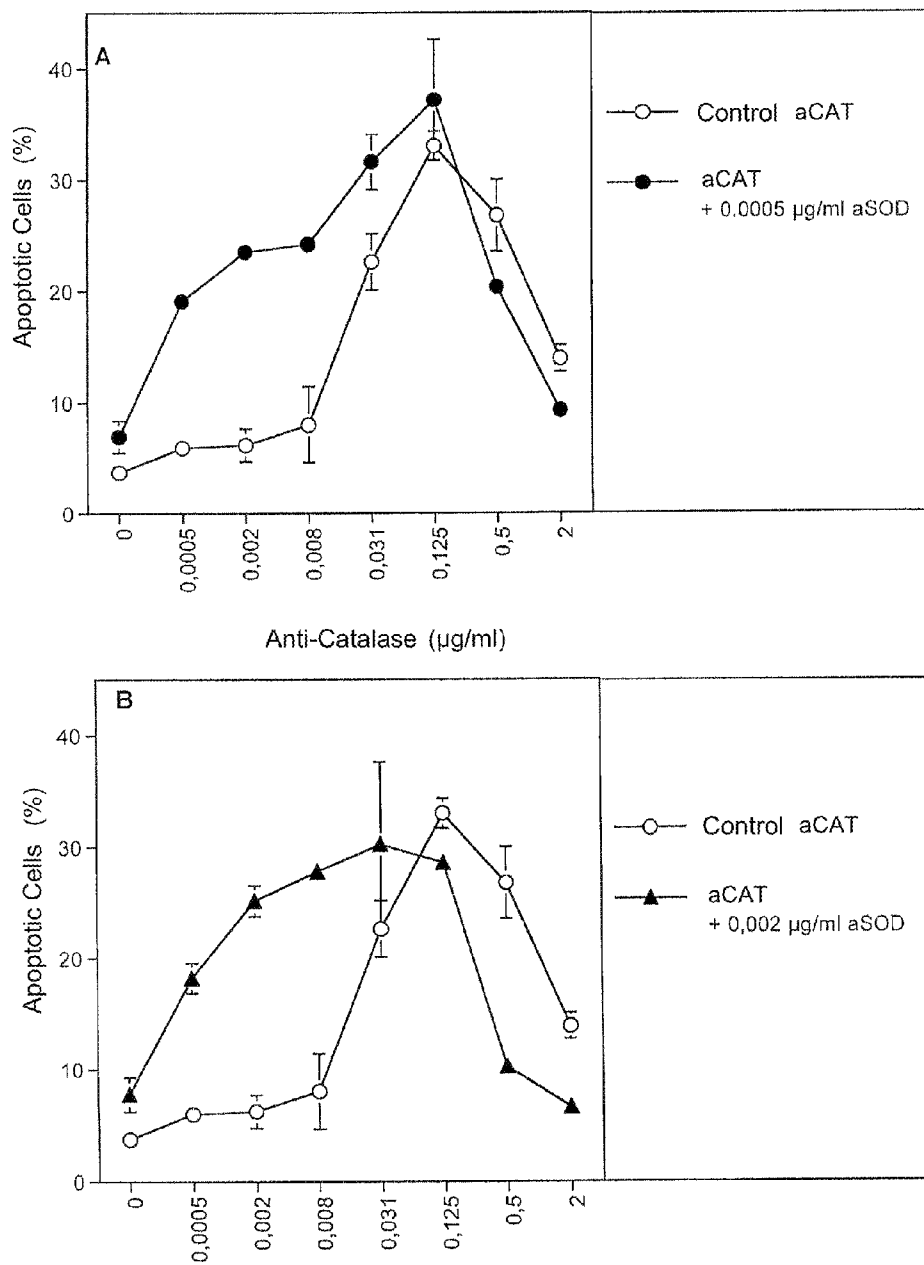 A
Apoptotic Cells (%)
40
30
20
10
0
0
0,0005
0,002
0,008
0,031
0,125
0,5
2
Anti-Catalase (µg/ml)
Control aCAT
aCAT
+ 0.0005 µg/ml aSOD
B
Apoptotic Cells (%)
40
30
20
10
0
0
0,0005
0,002
0,008
0,031
0,125
0,5
2
Control aCAT
aCAT
+ 0,002 µg/ml aSOD